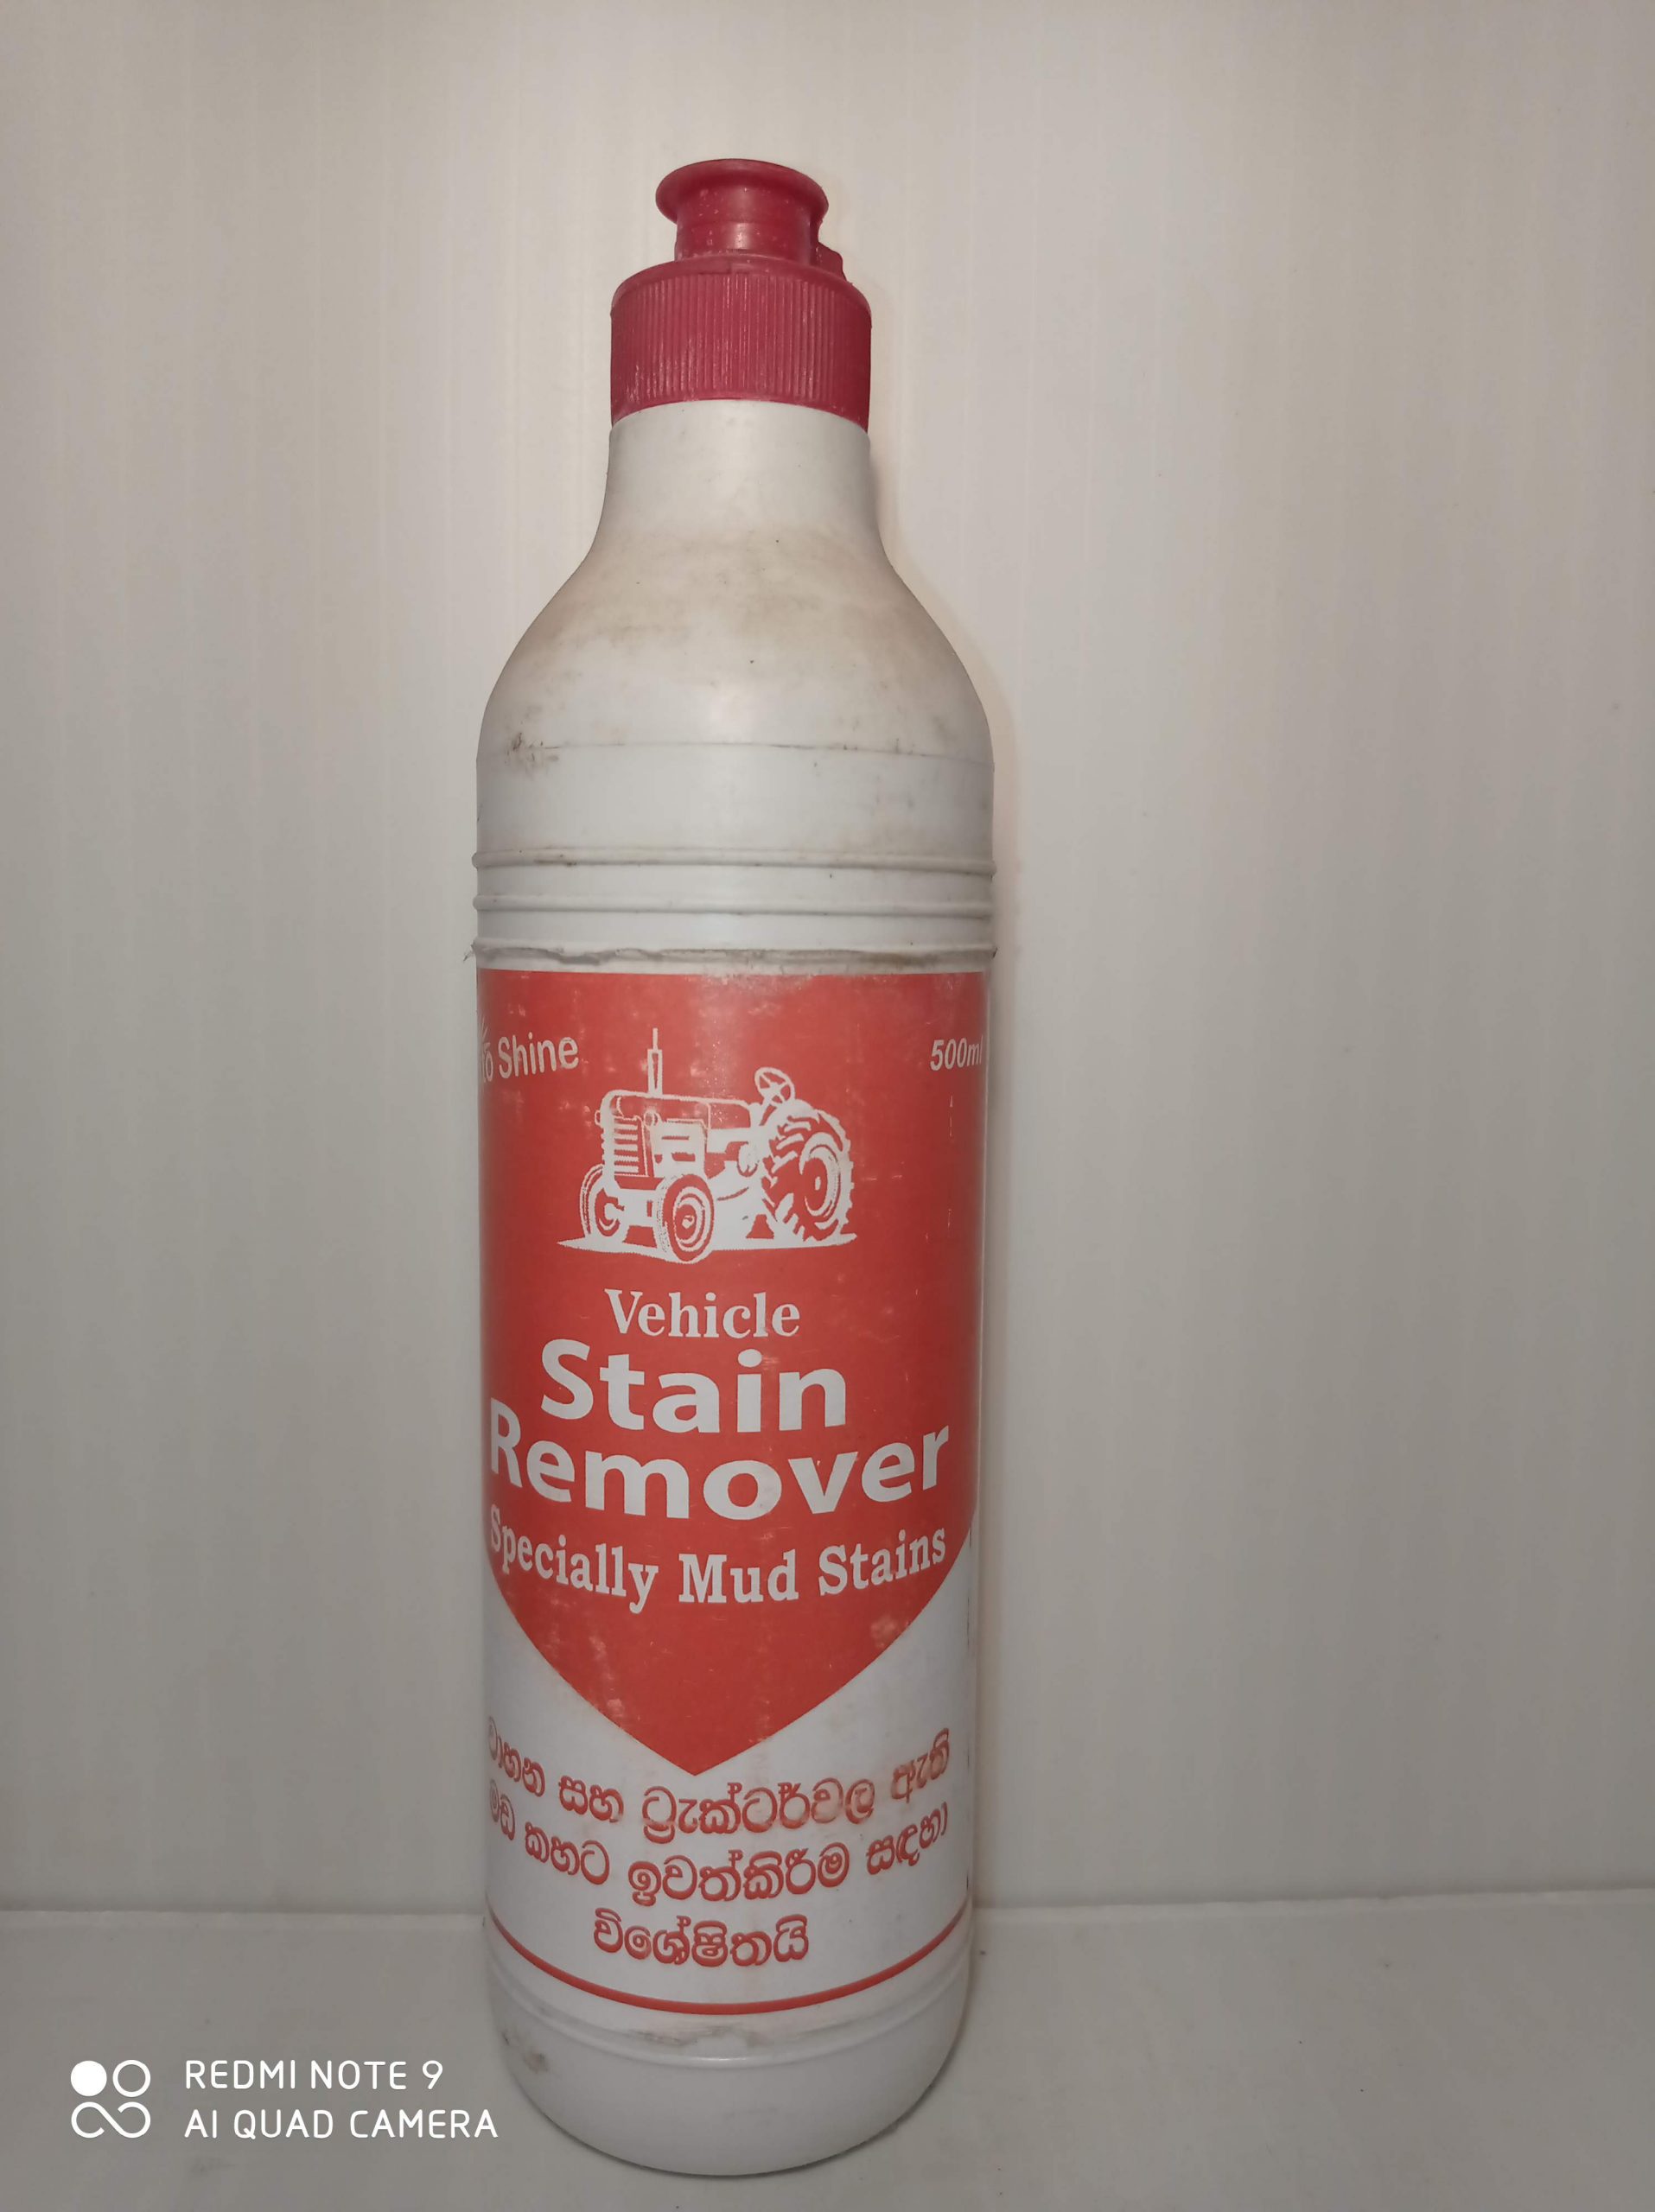 Shine
500ml
Vehicle
Stain
Remover
Specially Mud Stains
වාහන සහ ට්‍රැක්ටර්වල ඇති
මඩ කහට ඉවත්කිරීම සඳහා
විශේෂිතයි
REDMI NOTE 9
AI QUAD CAMERA